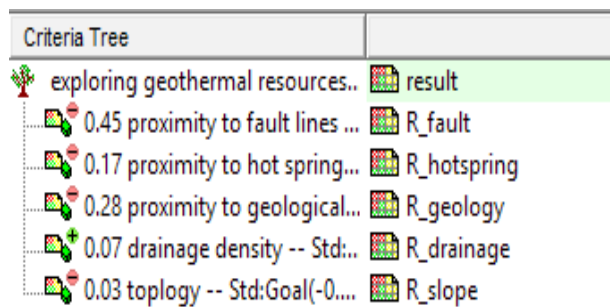 Criteria Tree
exploring geothermal resources.. result
0.45 proximity to fault lines ... R_fault
0.17 proximity to hot spring... R_hotspring
0.28 proximity to geological... R_geology
0.07 drainage density -- Std:.. R_drainage
0.03 toplogy -- Std:Goal(-0.... R_slope